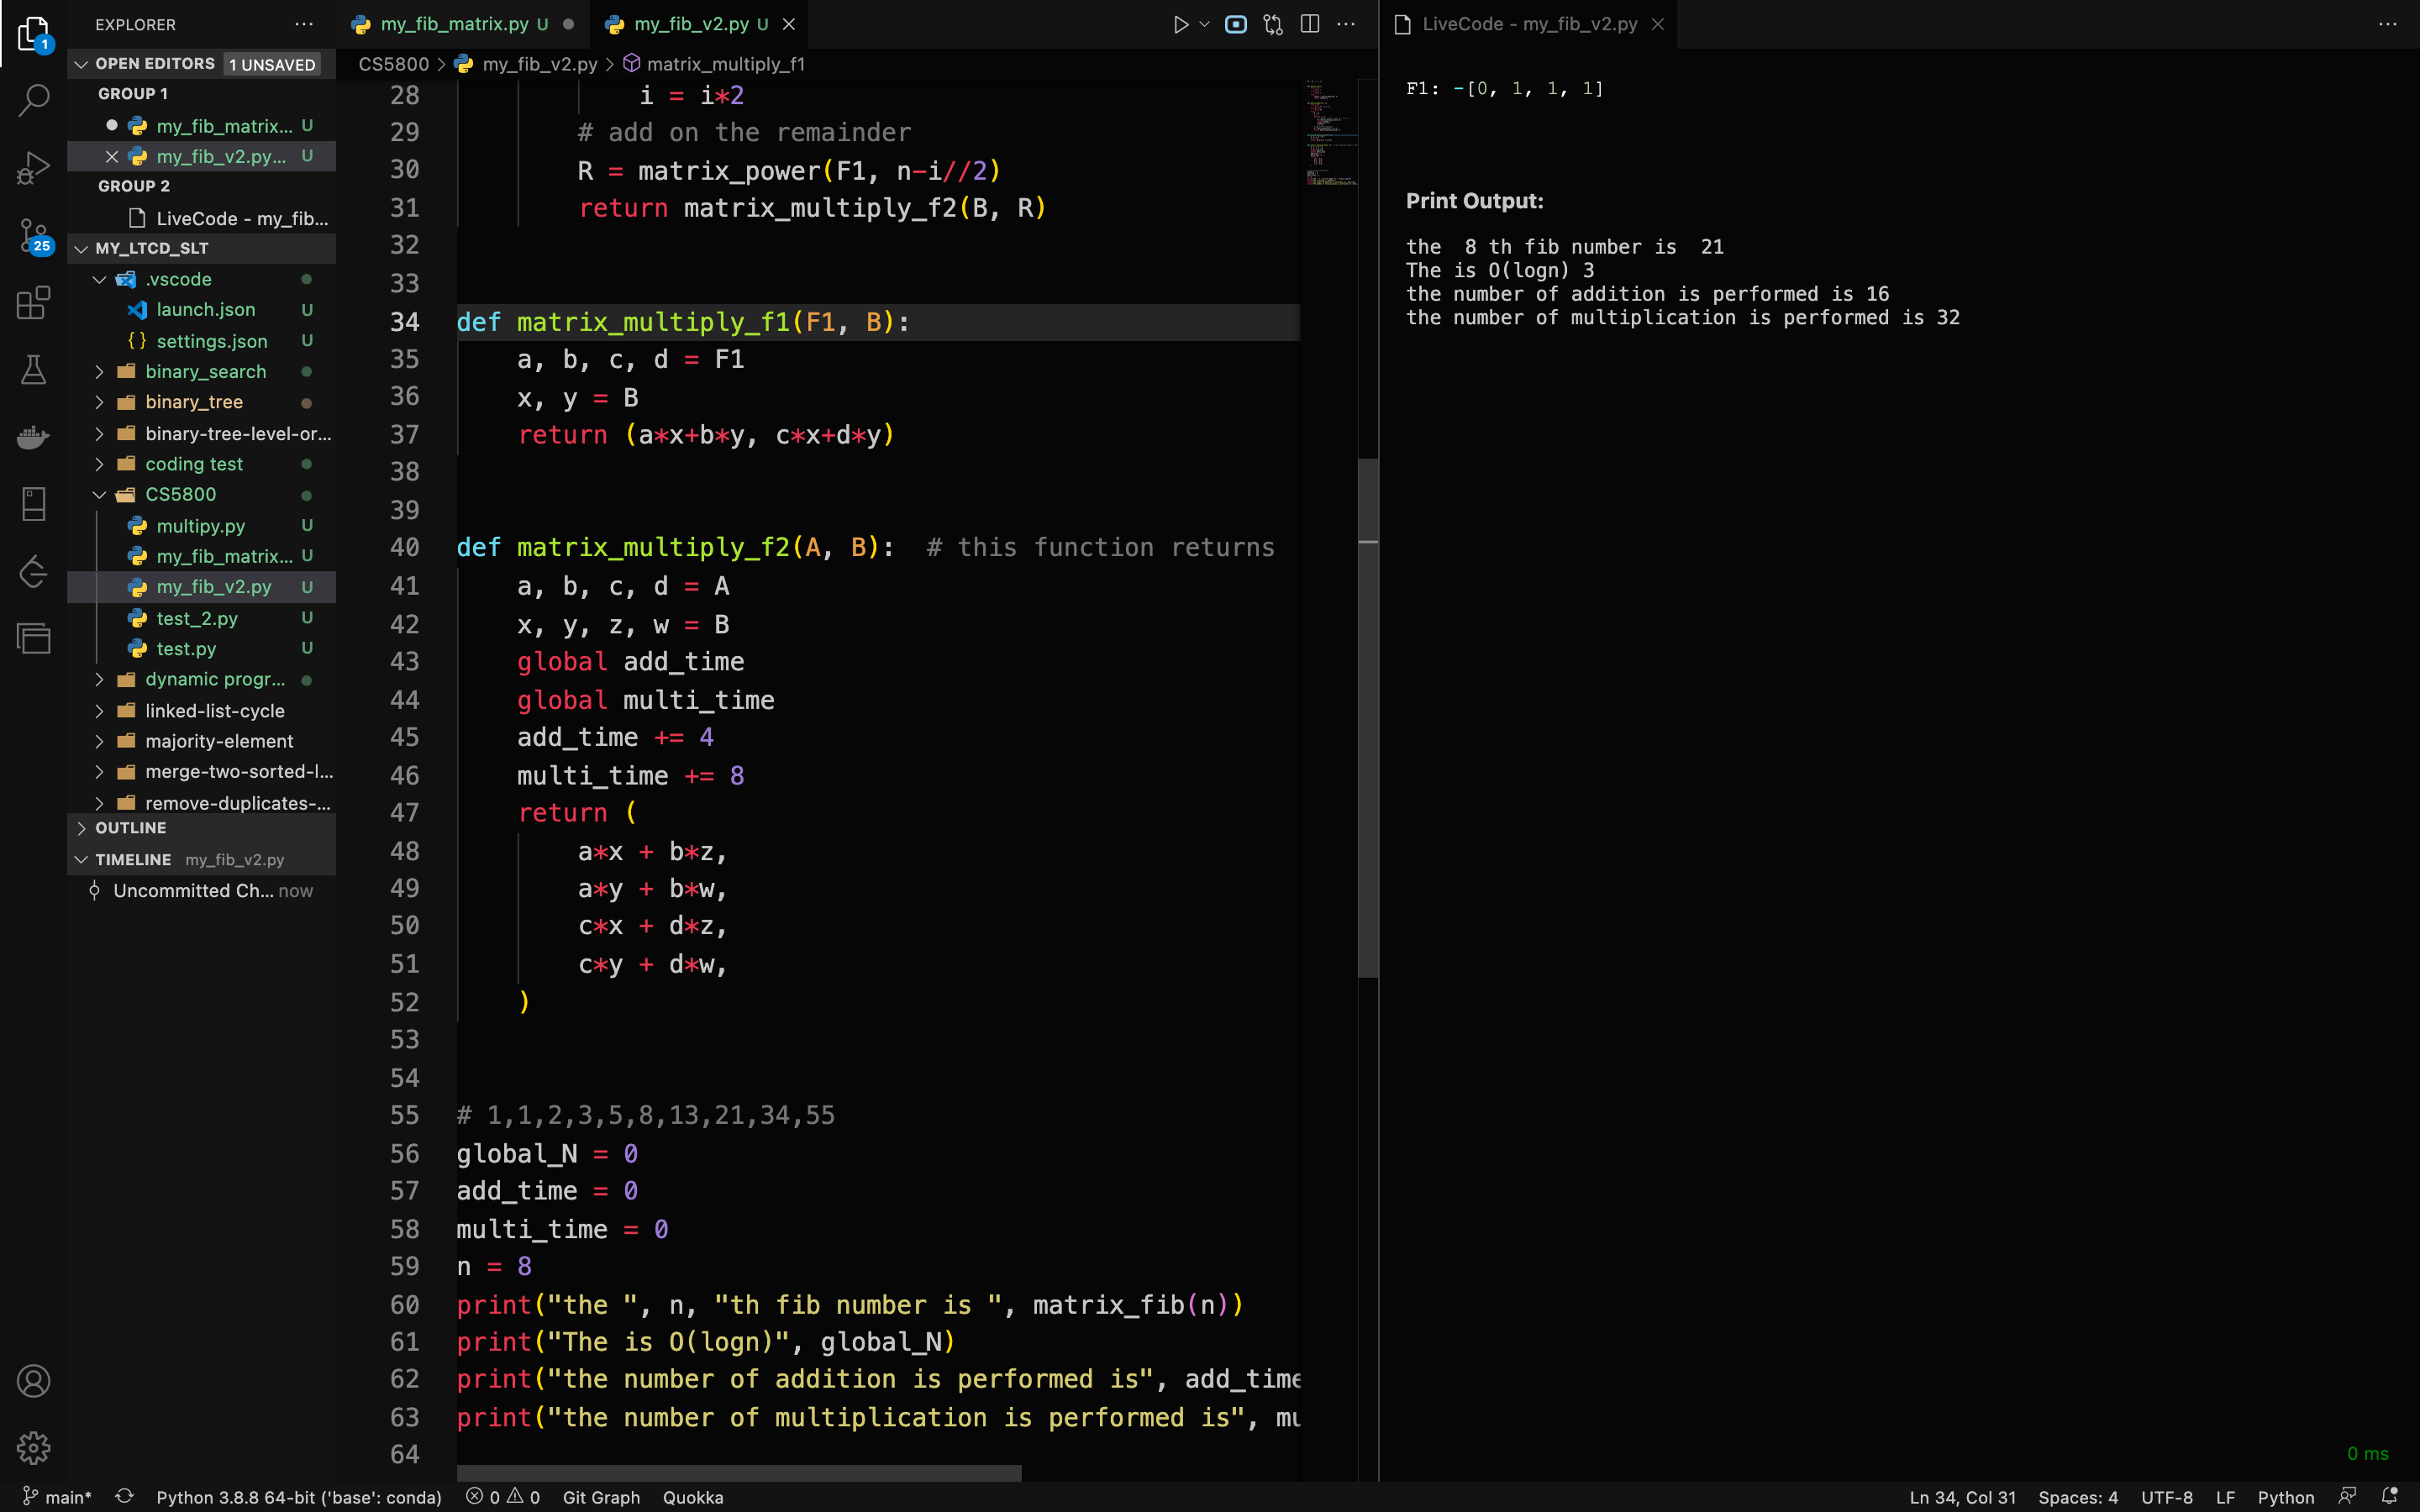 EXPLORER
OPEN EDITORS 1 UNSAVED
GROUP 1
my_fib_matrix... U
my_fib_v2.py... U
GROUP 2
LiveCode - my_fib...
MY_LTCD_SLT
.vscode
launch.json U
{} settings.json U
binary_search
binary_tree
binary-tree-level-or...
coding test
CS5800
multipy.py U
my_fib_matrix... U
my_fib_v2.py U
test_2.py U
test.py U
dynamic progr...
linked-list-cycle
majority-element
merge-two-sorted-l...
remove-duplicates-...
OUTLINE
TIMELINE my_fib_v2.py
Uncommitted Ch... now
1
25
my_fib_matrix.py U
my_fib_v2.py U
CS5800 > my_fib_v2.py > matrix_multiply_f1
28 i = i*2
29 # add on the remainder
30 R = matrix_power(F1, n-i//2)
31 return matrix_multiply_f2(B, R)
32
33
34 def matrix_multiply_f1(F1, B):
35 a, b, c, d = F1
36 x, y = B
37 return (a*x+b*y, c*x+d*y)
38
39
40 def matrix_multiply_f2(A, B):  # this function returns
41 a, b, c, d = A
42 x, y, z, w = B
43 global add_time
44 global multi_time
45 add_time += 4
46 multi_time += 8
47 return (
48 a*x + b*z,
49 a*y + b*w,
50 c*x + d*z,
51 c*y + d*w,
52 )
53
54
55 # 1,1,2,3,5,8,13,21,34,55
56 global_N = 0
57 add_time = 0
58 multi_time = 0
59 n = 8
60 print("the ", n, "th fib number is ", matrix_fib(n))
61 print("The is O(logn)", global_N)
62 print("the number of addition is performed is", add_time
63 print("the number of multiplication is performed is", mu
64
LiveCode - my_fib_v2.py
F1: -[0, 1, 1, 1]
Print Output:
the  8 th fib number is  21
The is O(logn) 3
the number of addition is performed is 16
the number of multiplication is performed is 32
0 ms
main* Python 3.8.8 64-bit ('base': conda) 0 0 Git Graph Quokka Ln 34, Col 31 Spaces: 4 UTF-8 LF Python